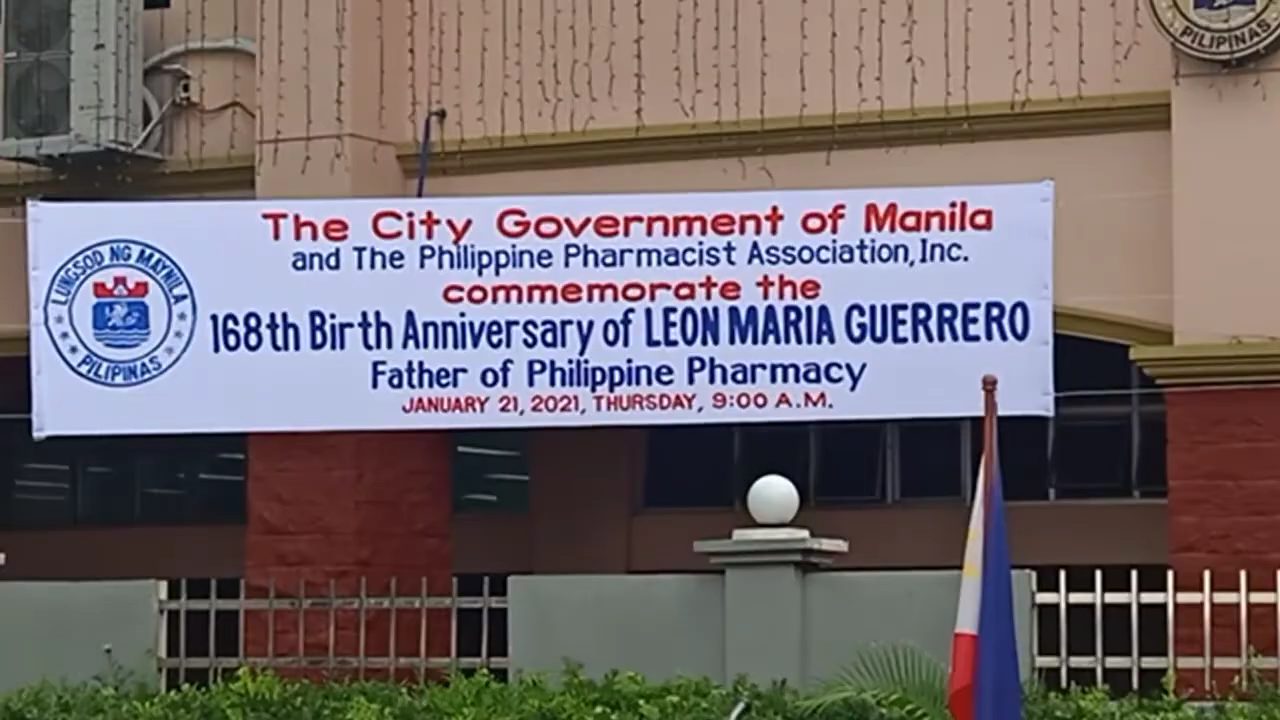 PILIPINAS
The City Government of Manila
and The Philippine Pharmacist Association, Inc.
commemorate the
168th Birth Anniversary of LEON MARIA GUERRERO
Father of Philippine Pharmacy
JANUARY 21, 2021, THURSDAY, 9:00 A.M.
LUNGSOD NG MAYNILA
PILIPINAS